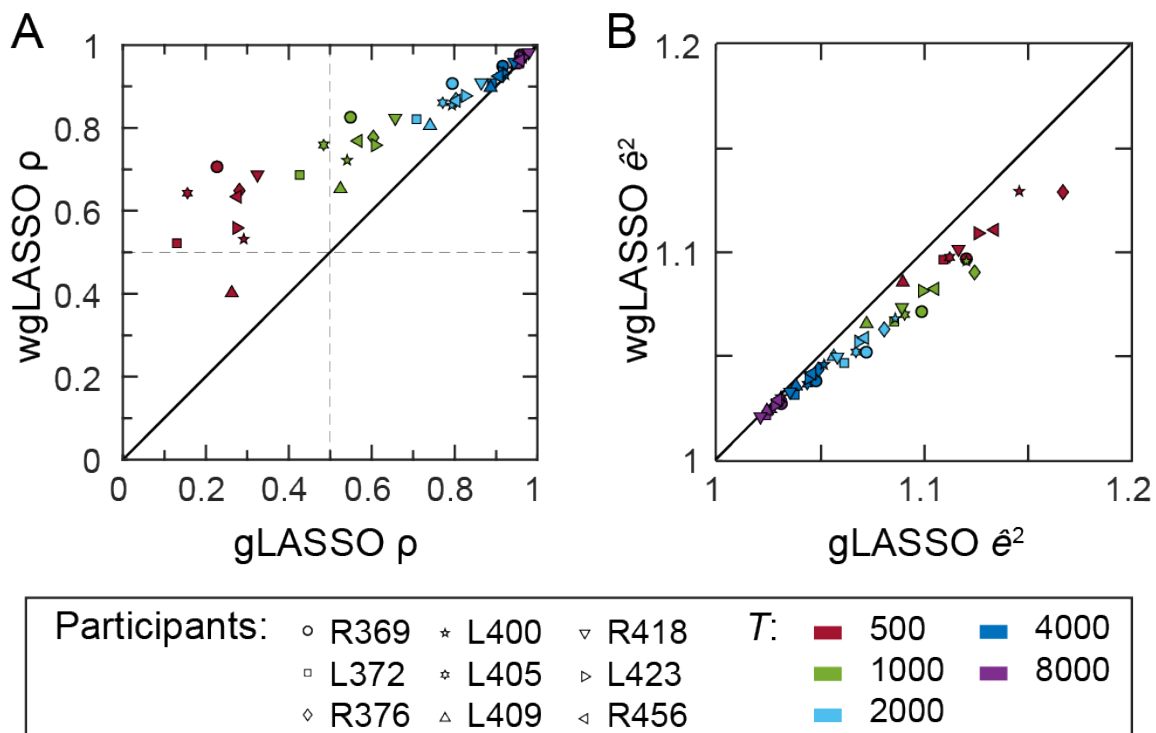 A
B
1
0.8
0.6
0.4
0.2
0
wgLASSO ρ
0 0.2 0.4 0.6 0.8 1
gLASSO ρ
1.2
1.1
1
wgLASSO ê²
1 1.1 1.2
gLASSO ê²
Participants: R369 L400 R418 T: 500 4000
L372 L405 L423 1000 8000
R376 L409 R456 2000